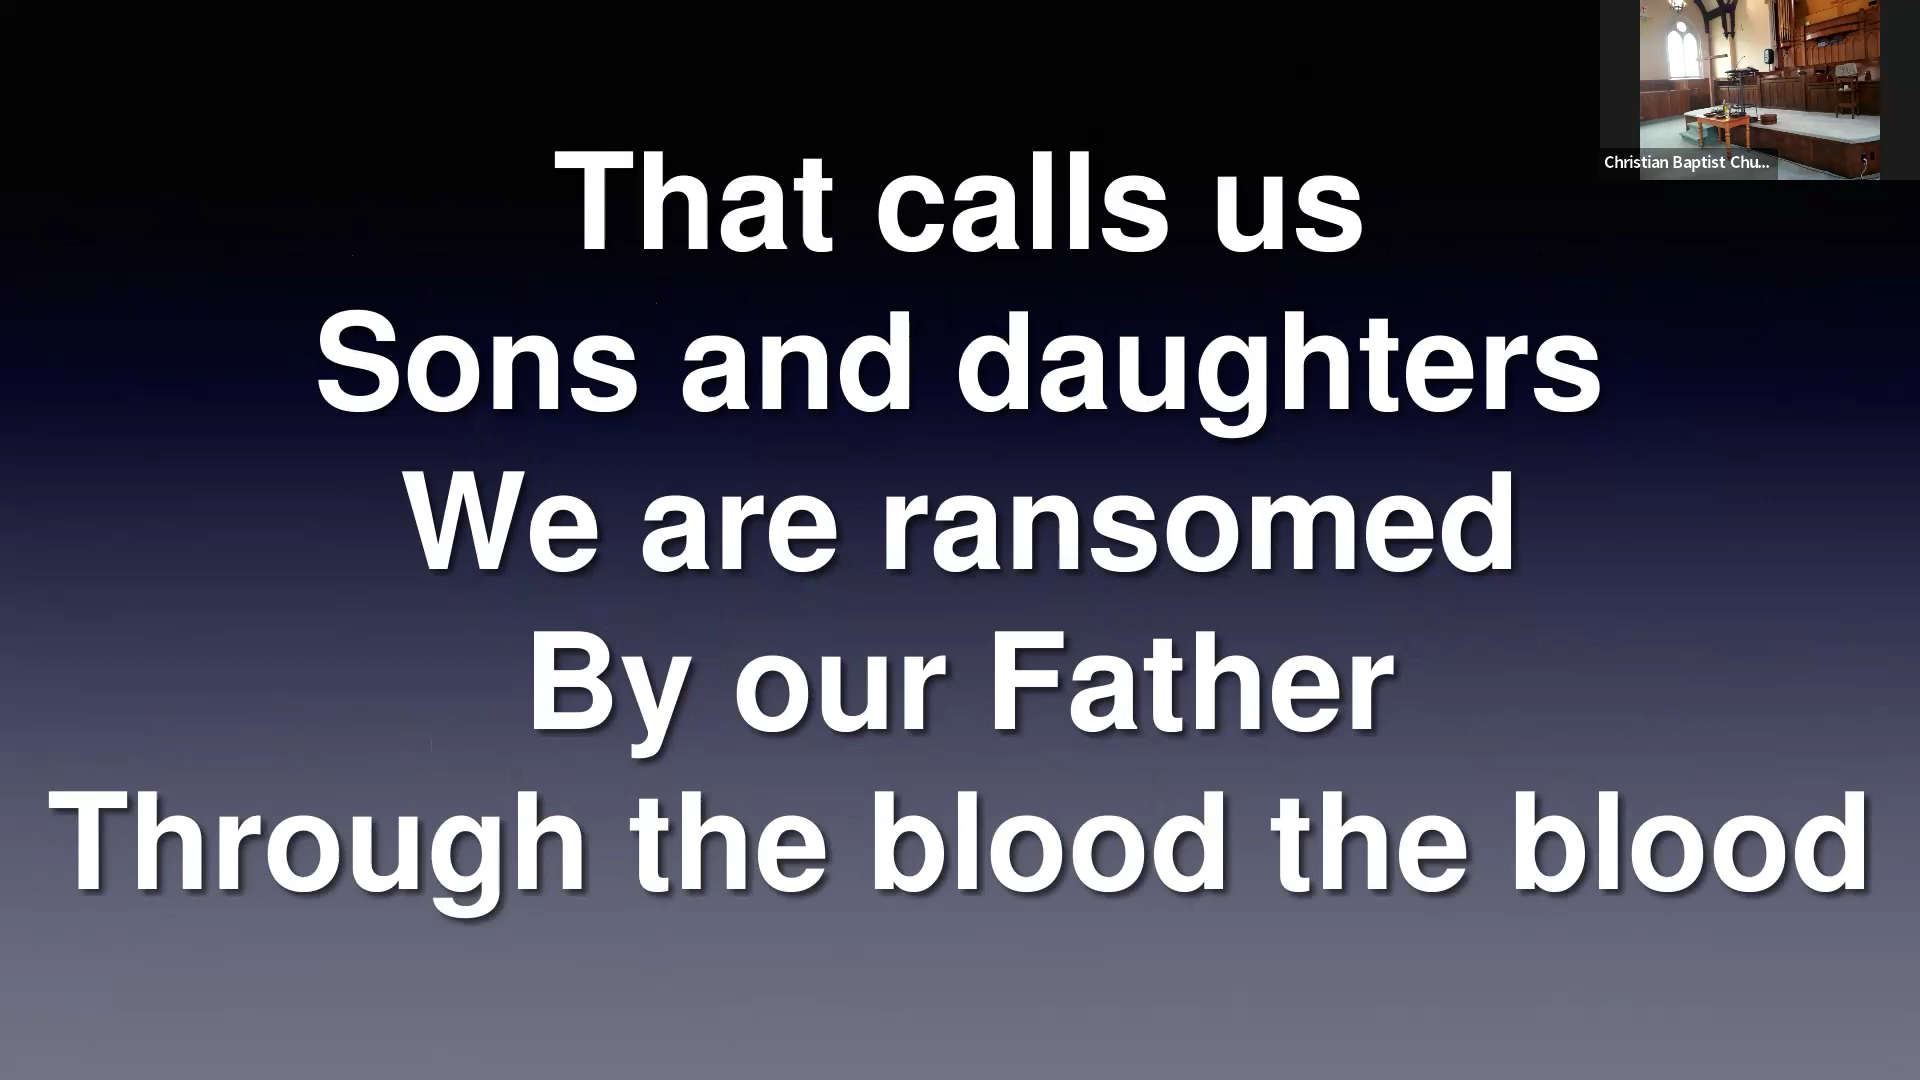 That calls us
Sons and daughters
We are ransomed
By our Father
Through the blood the blood
Christian Baptist Chu...